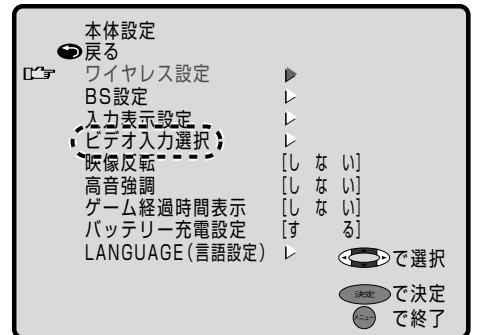 本体設定
戻る
ワイヤレス設定
BS設定
入力表示設定
ビデオ入力選択
映像反転 [し な い]
高音強調 [し な い]
ゲーム経過時間表示 [し な い]
バッテリー充電設定 [す る]
LANGUAGE(言語設定)
で選択
決定 で決定
メニュー で終了